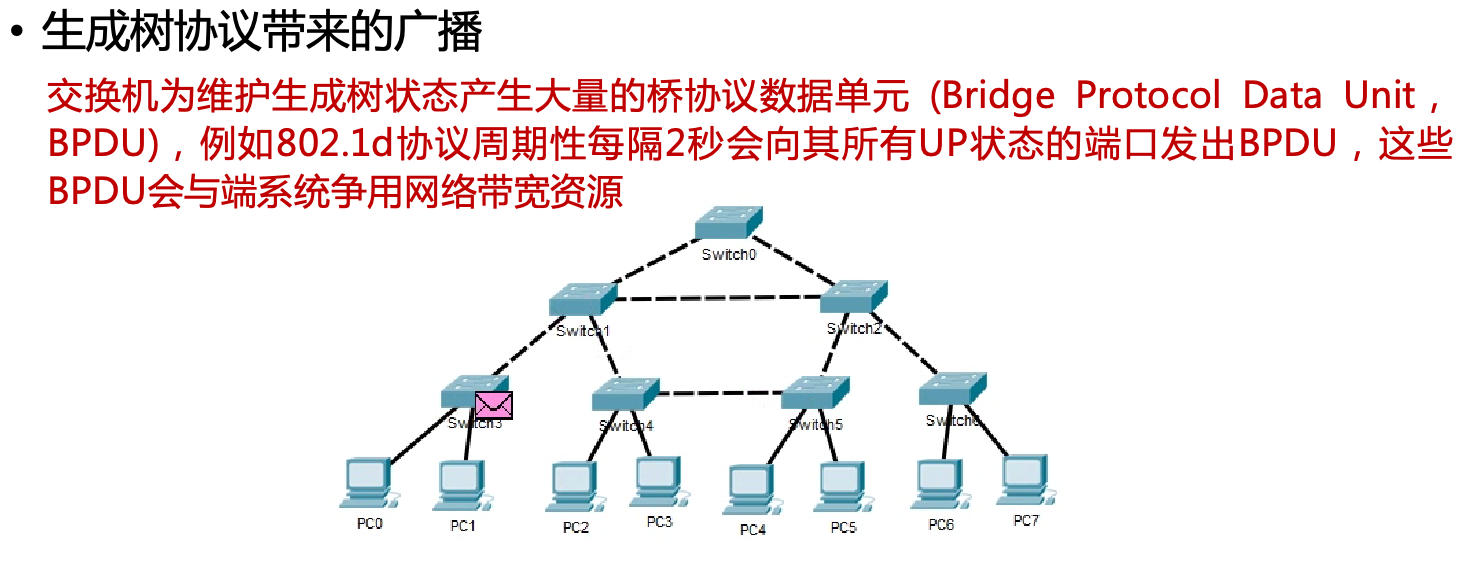 • 生成树协议带来的广播
交换机为维护生成树状态产生大量的桥协议数据单元 (Bridge Protocol Data Unit，
BPDU)，例如802.1d协议周期性每隔2秒会向其所有UP状态的端口发出BPDU，这些
BPDU会与端系统争用网络带宽资源
Switch0
Switch1
Switch2
Switch3
Switch4
Switch5
Switch6
PC0
PC1
PC2
PC3
PC4
PC5
PC6
PC7